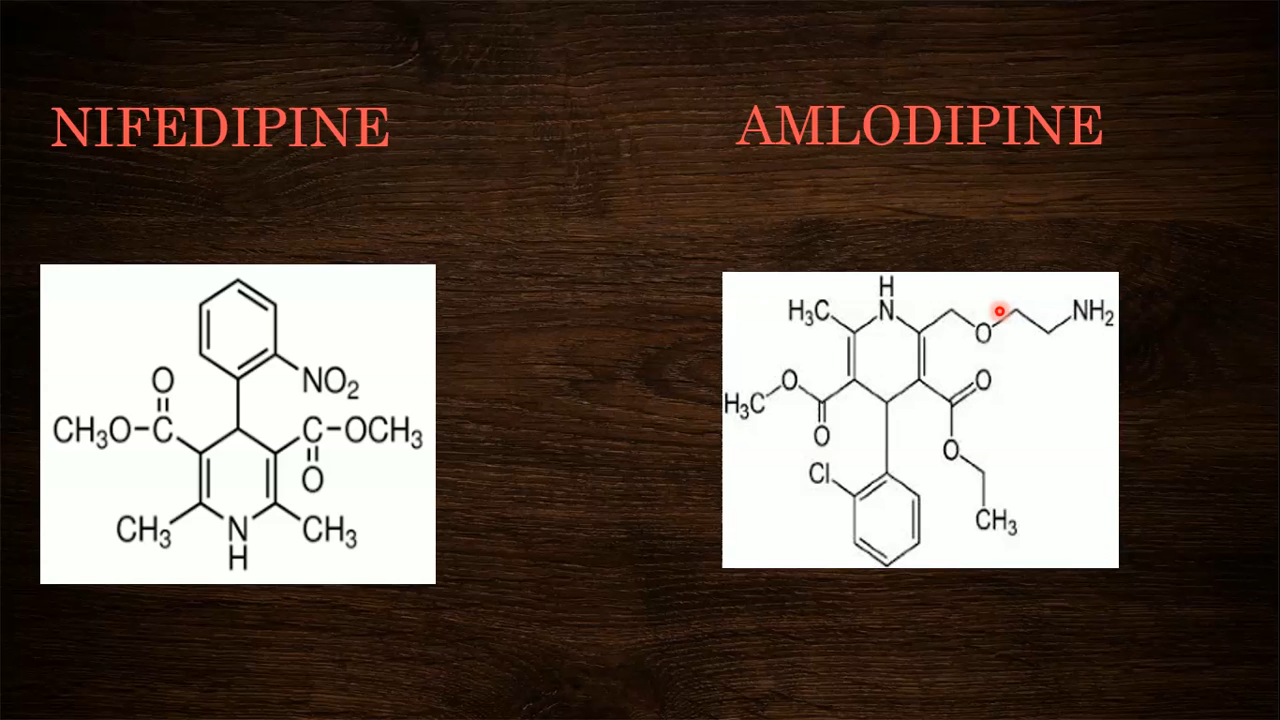 NIFEDIPINE
AMLODIPINE
NO₂
O
CH₃O-C
C-OCH₃
O
CH₃
N
H
CH₃
H
N
H₃C
O
NH₂
O
O
H₃C
O
O
Cl
CH₃